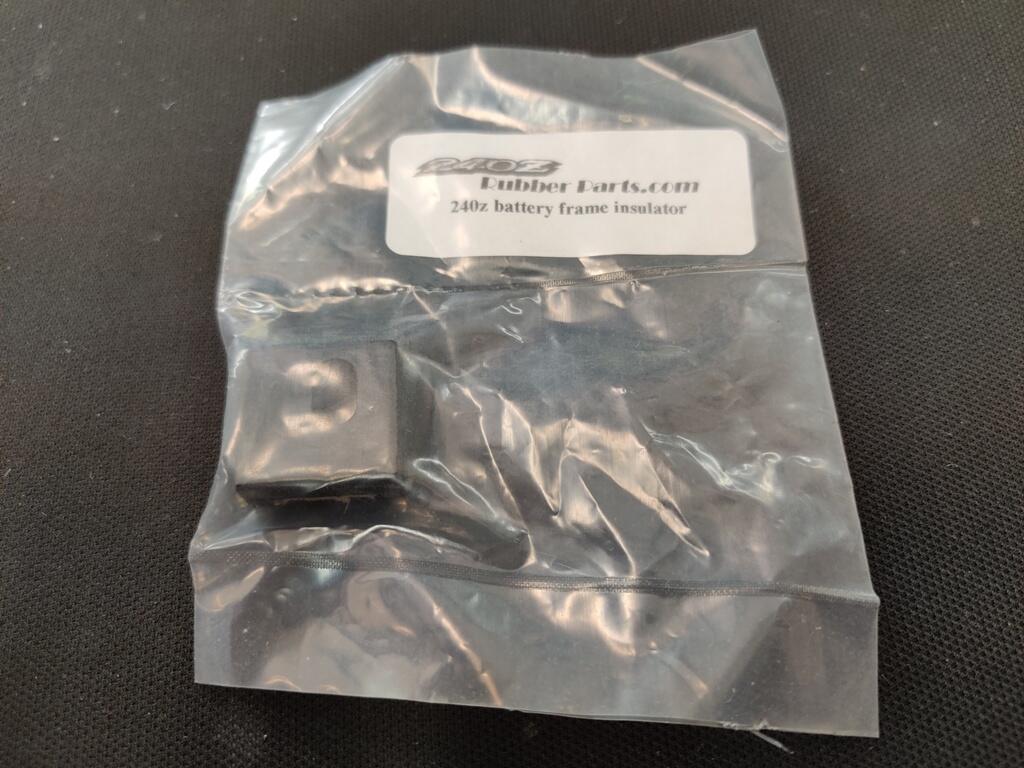 240Z
Rubber Parts.com
240z battery frame insulator